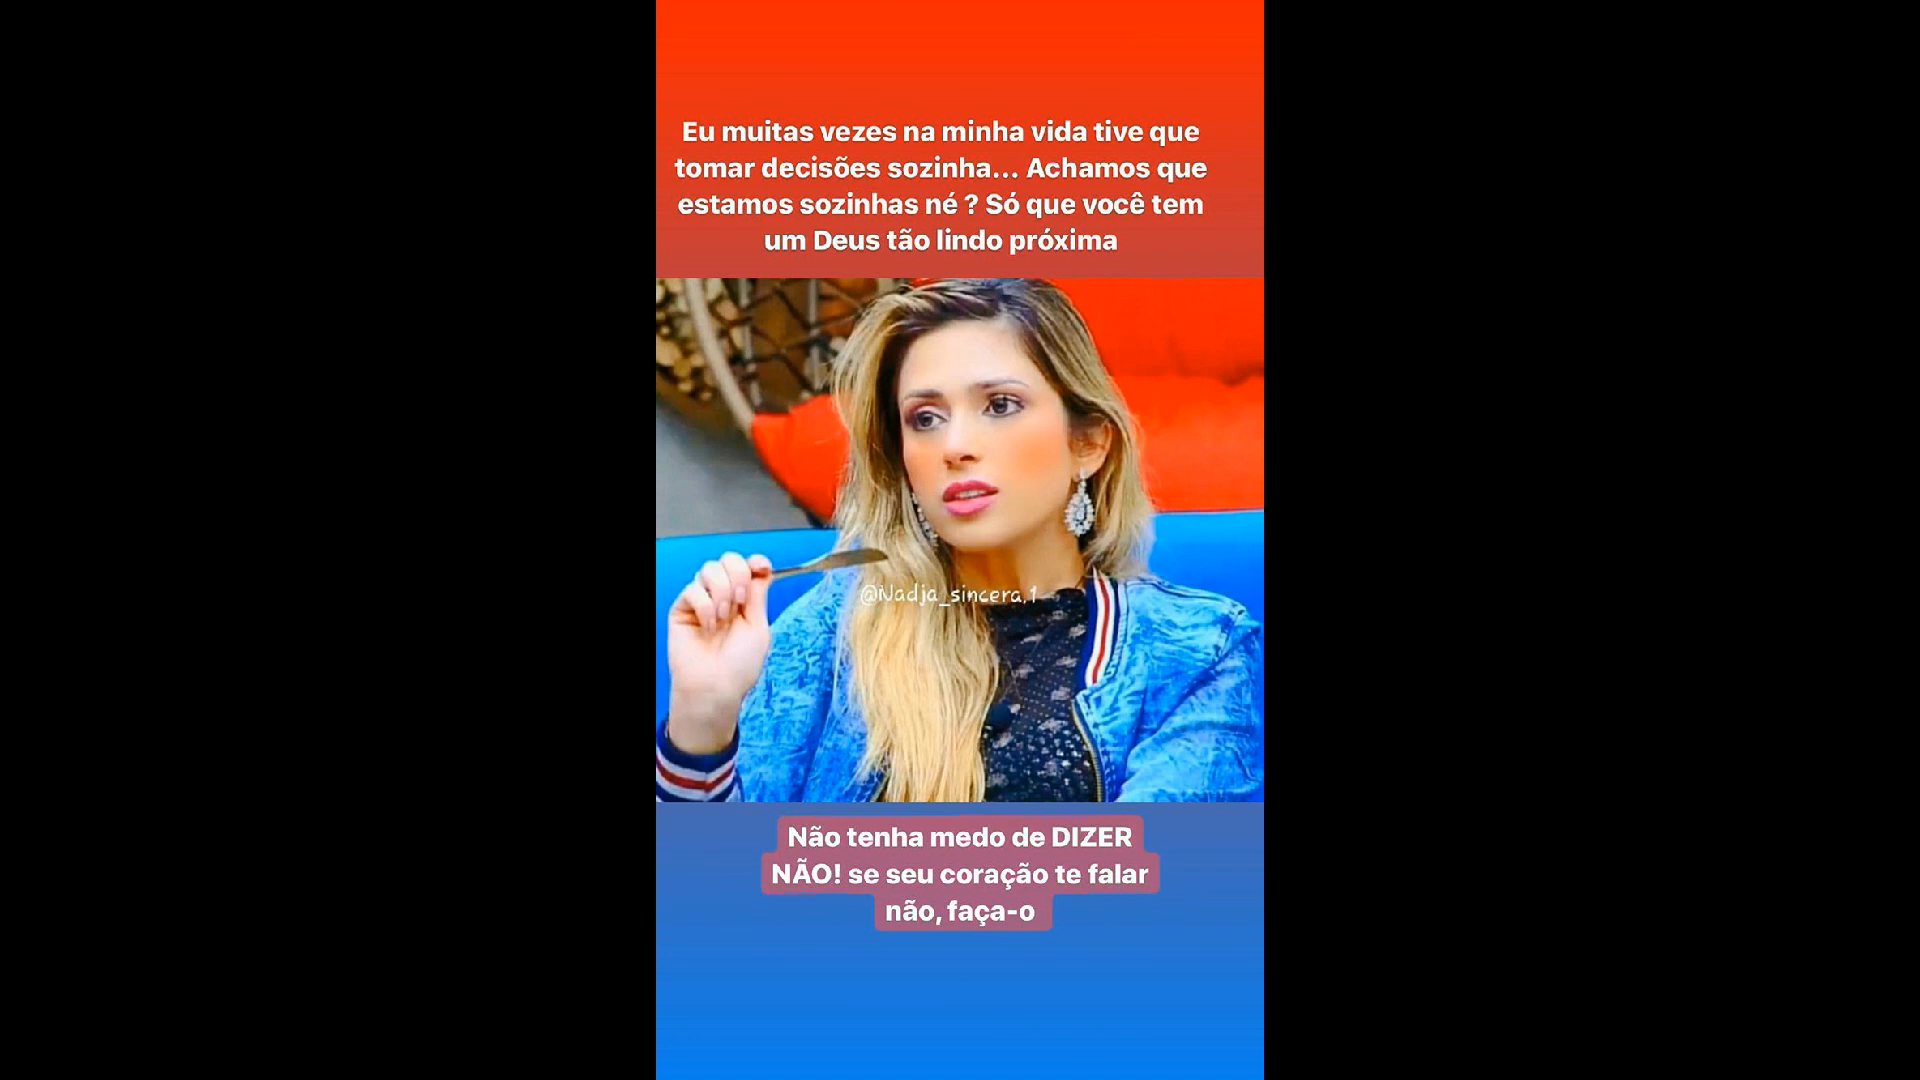 Eu muitas vezes na minha vida tive que
tomar decisões sozinha... Achamos que
estamos sozinhas né ? Só que você tem
um Deus tão lindo próxima
@Nadja_sincera,1
Não tenha medo de DIZER
NÃO! se seu coração te falar
não, faça-o